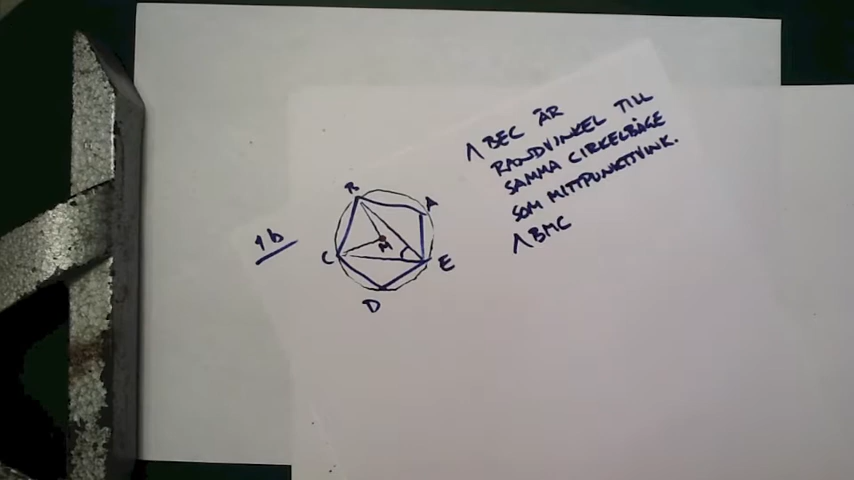 1b
B
A
M
C
E
D
∧ BEC ÄR
RANDVINKEL TILL
SAMMA CIRKELBÅGE
SOM MITTPUNKTSVINK.
∧ BMC